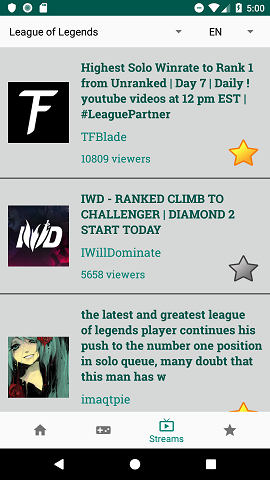 5:00
League of Legends EN
Highest Solo Winrate to Rank 1
from Unranked | Day 7 | Daily !
youtube videos at 12 pm EST |
#LeaguePartner
TFBlade
10809 viewers
IWD
IWD - RANKED CLIMB TO
CHALLENGER | DIAMOND 2
START TODAY
IWillDominate
5658 viewers
the latest and greatest league
of legends player continues his
push to the number one position
in solo queue, many doubt that
this man has w
imaqtpie
Streams